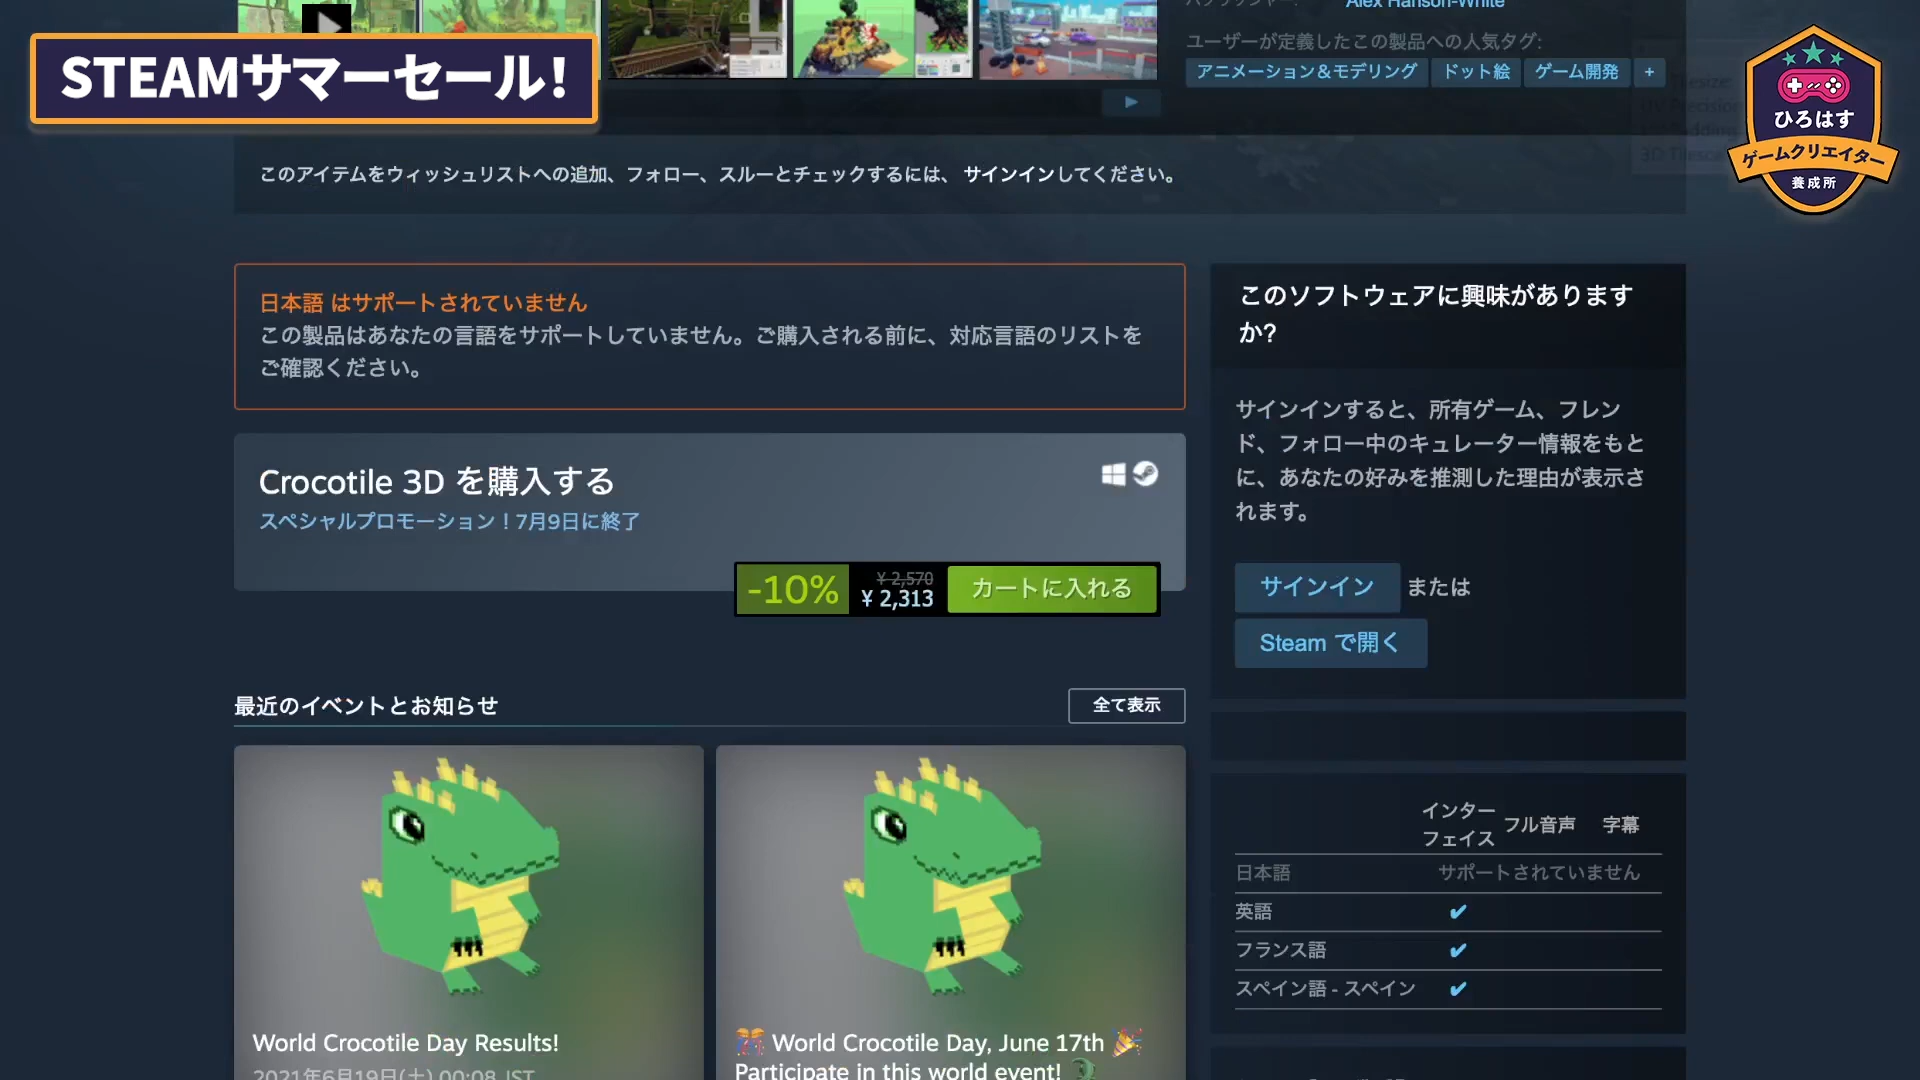 STEAMサマーセール!
Alex Hanson-White
ユーザーが定義したこの製品への人気タグ:
アニメーション&モデリング ドット絵 ゲーム開発 +
ひろはす
ゲームクリエイター
養成所
このアイテムをウィッシュリストへの追加、フォロー、スルーとチェックするには、サインインしてください。
日本語 はサポートされていません
この製品はあなたの言語をサポートしていません。ご購入される前に、対応言語のリストを
ご確認ください。
Crocotile 3D を購入する
スペシャルプロモーション!7月9日に終了
-10%
¥ 2,570
¥ 2,313
カートに入れる
最近のイベントとお知らせ
全て表示
World Crocotile Day Results!
2021年6月19日(土) 00:08 JST
World Crocotile Day, June 17th
Participate in this world event!
このソフトウェアに興味があります
か?
サインインすると、所有ゲーム、フレン
ド、フォロー中のキュレーター情報をもと
に、あなたの好みを推測した理由が表示さ
れます。
サインイン または
Steam で開く
インター
フェイス フル音声 字幕
日本語 サポートされていません
英語 ✔
フランス語 ✔
スペイン語 - スペイン ✔